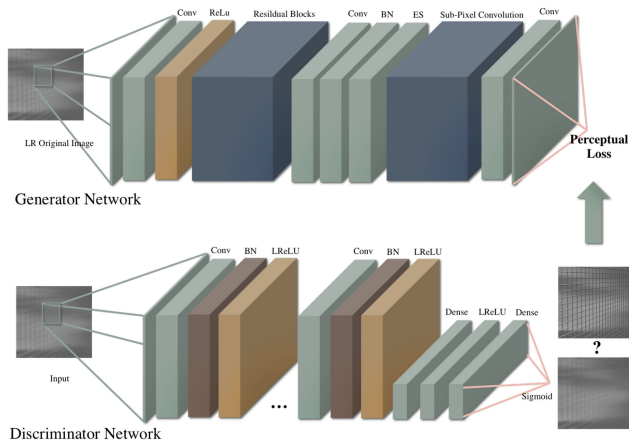 Conv ReLu Resildual Blocks Conv BN ES Sub-Pixel Convolution Conv
LR Original Image
Perceptual
Loss
Generator Network
Conv BN LReLU Conv BN LReLU
Dense LReLU Dense
...
?
Input
Sigmoid
Discriminator Network